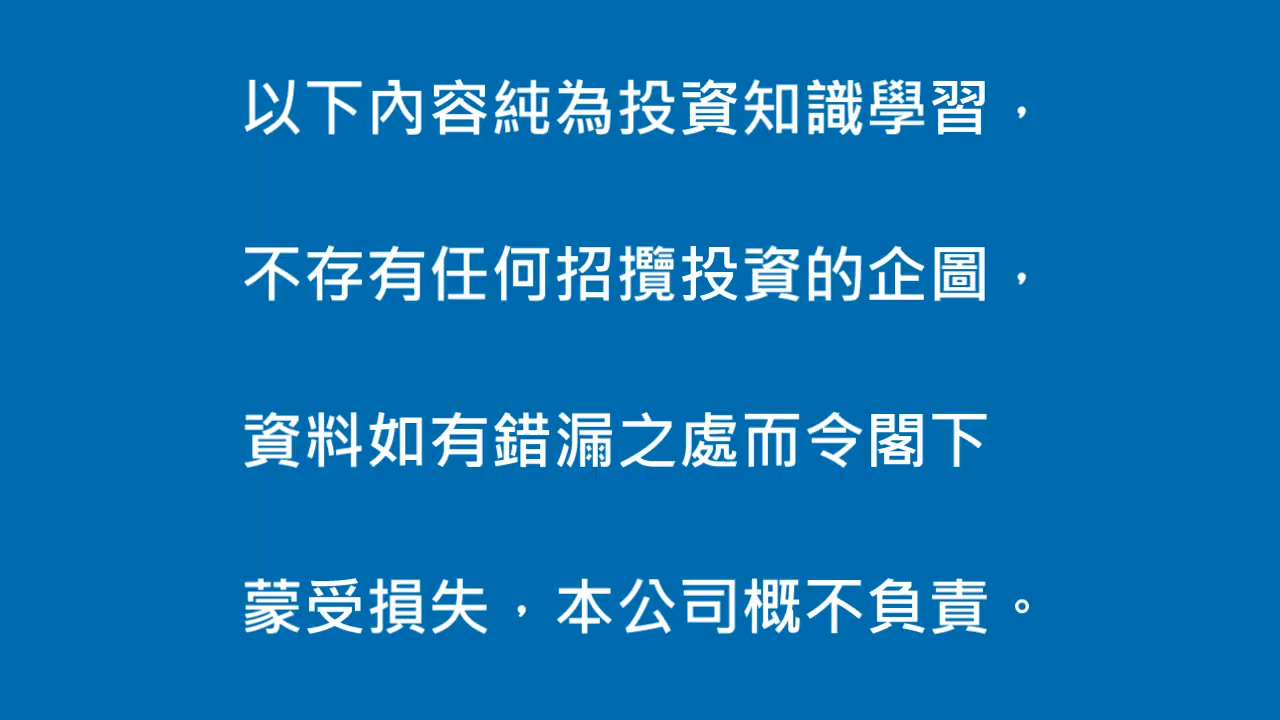 以下內容純為投資知識學習，
不存有任何招攬投資的企圖，
資料如有錯漏之處而令閣下
蒙受損失，本公司概不負責。